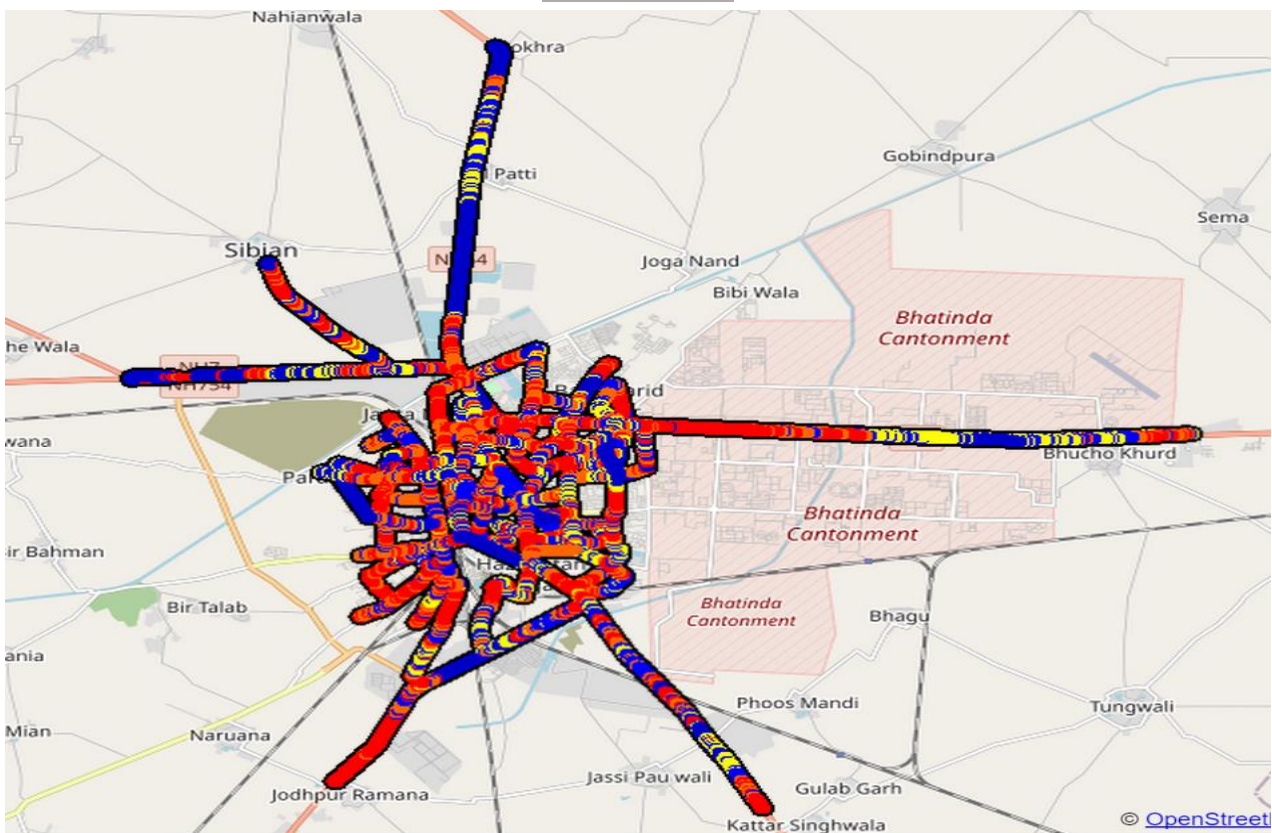 Nahianwala
okhra
Patti
Gobindpura
Sema
Sibian
Joga Nand
Bibi Wala
Bhatinda
Cantonment
he Wala
NH7
NH754
arid
wana
Bhucho Khurd
Bhatinda
Cantonment
ir Bahman
Bir Talab
Bhatinda
Cantonment
Bhagu
ania
Phoos Mandi
Tungwali
Mian
Naruana
Jassi Pau wali
Gulab Garh
Jodhpur Ramana
Kattar Singhwala
© OpenStreet